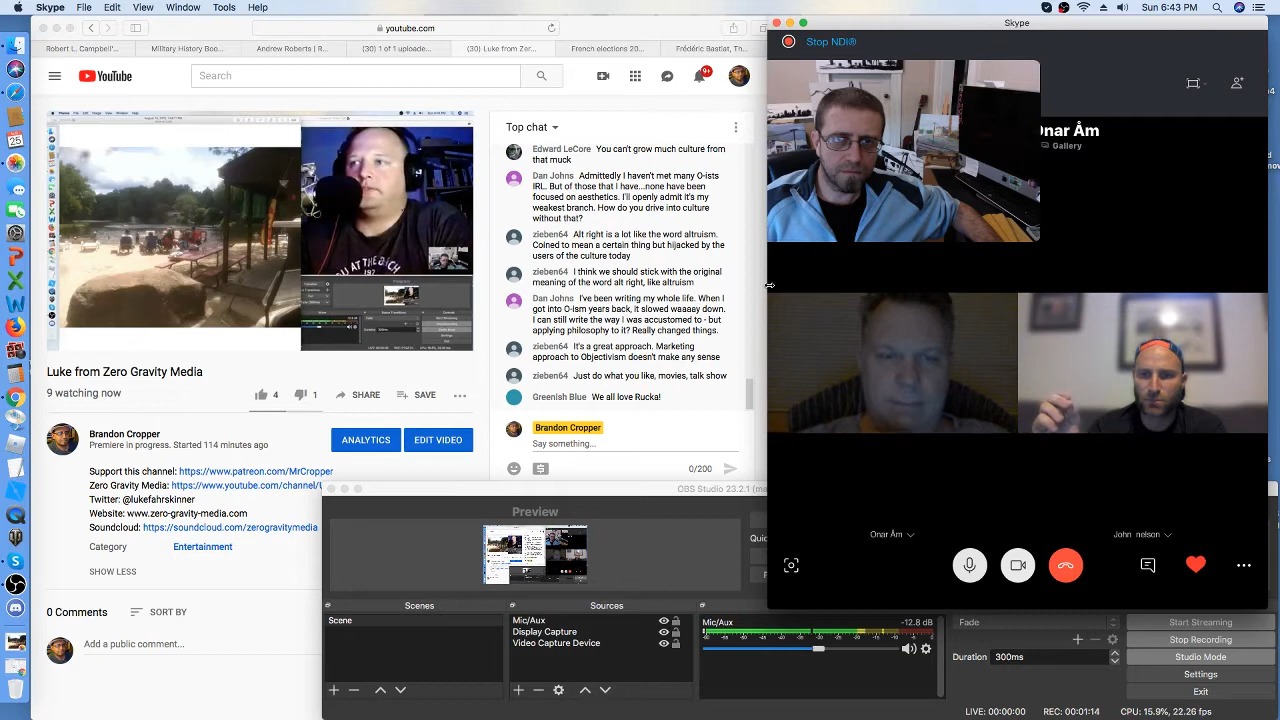 Skype File Edit View Window Tools Help
Sun 6:43 PM
youtube.com
Skype
Robert L. Campbell'...
Military History Boo...
Andrew Roberts | R...
(30) 1 of 1 uploade...
(30) Luke from Zer...
French elections 20...
Frédéric Bastiat, Th...
Stop NDI®
YouTube
Search
9+
Onar Åm
Gallery
Top chat
Edward LeCore You can't grow much culture from
that muck
Dan Johns Admittedly I haven't met many O-ists
IRL. But of those that I have...none have been
focused on aesthetics. I'll openly admit it's my
weakest branch. How do you drive into culture
without that?
zieben64 Alt right is a lot like the word altruism.
Coined to mean a certain thing but hijacked by the
users of the culture today
zieben64 I think we should stick with the original
meaning of the word alt right, like altruism
Dan Johns I've been writing my whole life. When I
got into O-ism years back, it slowed waaay down.
I can still write the way I was accustomed to - but
applying philosophy to it? Really changed things.
zieben64 It's a great approach. Marketing
approach to Objectivism doesn't make any sense
zieben64 Just do what you like, movies, talk show
Greenish Blue We all love Rucka!
Brandon Cropper
Say something...
0/200
Luke from Zero Gravity Media
9 watching now
4
1
SHARE
SAVE
Brandon Cropper
Premiere in progress. Started 114 minutes ago
ANALYTICS
EDIT VIDEO
Support this channel: https://www.patreon.com/MrCropper
Zero Gravity Media: https://www.youtube.com/channel/U
Twitter: @lukefahrskinner
Website: www.zero-gravity-media.com
Soundcloud: https://soundcloud.com/zerogravitymedia
Category Entertainment
SHOW LESS
0 Comments
SORT BY
Add a public comment...
OBS Studio 23.2.1 (ma
Preview
Quic
Onar Åm
John nelson
Scenes
Sources
Scene
Mic/Aux
Display Capture
Video Capture Device
Mic/Aux
-12.8 dB
Fade
Duration 300ms
Start Streaming
Stop Recording
Studio Mode
Settings
Exit
LIVE: 00:00:00 REC: 00:01:14 CPU: 15.9%, 22.26 fps